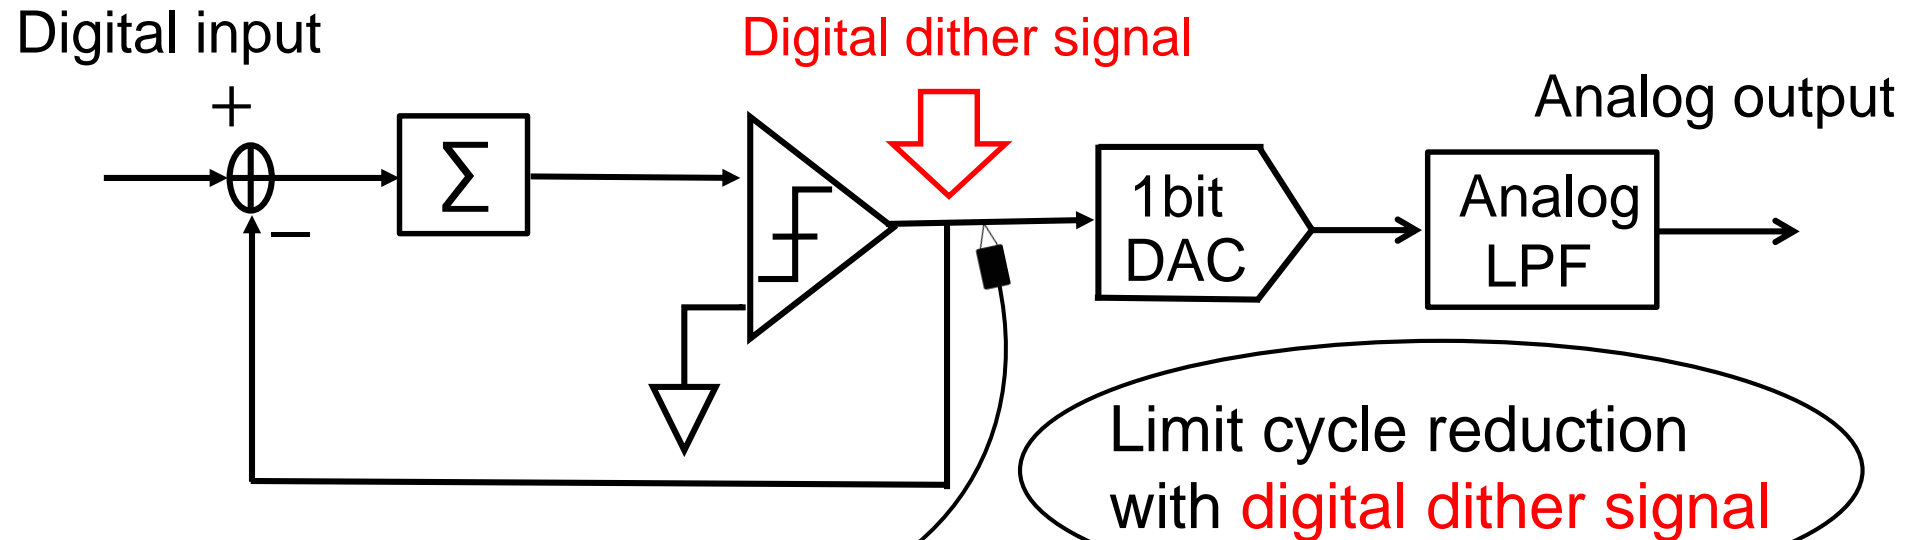 Digital input
Digital dither signal
Analog output
+
−
Σ
1bit
DAC
Analog
LPF
Limit cycle reduction
with digital dither signal